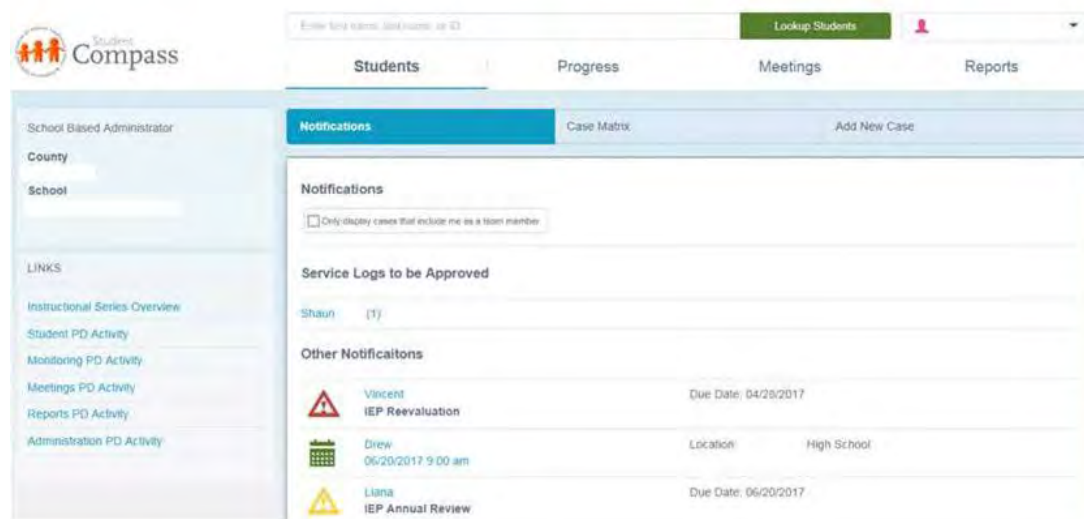 Student
Compass
Enter first name, last name, or ID
Lookup Students
Students
Progress
Meetings
Reports
School Based Administrator
County
School
LINKS
Instructional Series Overview
Student PD Activity
Monitoring PD Activity
Meetings PD Activity
Reports PD Activity
Administration PD Activity
Notifications
Case Matrix
Add New Case
Notifications
Only display cases that include me as a team member
Service Logs to be Approved
Shaun (1)
Other Notificaitons
Vincent
IEP Reevaluation
Due Date: 04/28/2017
Drew
06/20/2017 9:00 am
Location High School
Liana
IEP Annual Review
Due Date: 06/20/2017